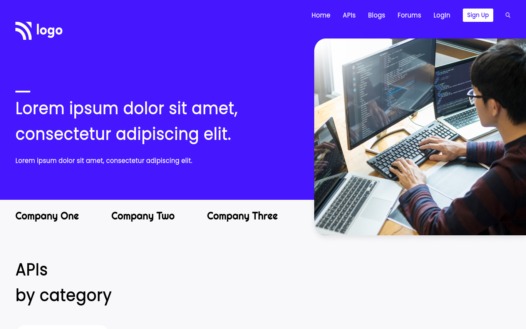 Home APIs Blogs Forums Login Sign Up
logo
Lorem ipsum dolor sit amet,
consectetur adipiscing elit.
Lorem ipsum dolor sit amet, consectetur adipiscing elit.
Company One Company Two Company Three
APIs
by category